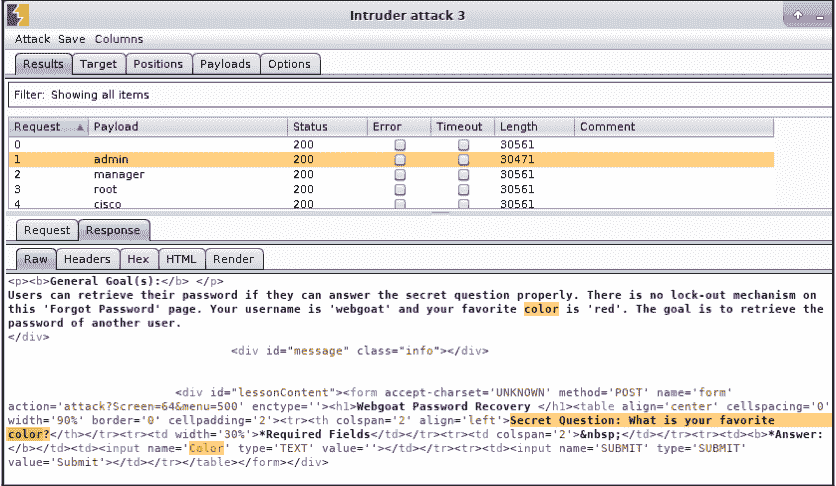 Intruder attack 3
Attack Save Columns
Results Target Positions Payloads Options
Filter: Showing all items
Request Payload Status Error Timeout Length Comment
0 200 30561
1 admin 200 30471
2 manager 200 30561
3 root 200 30561
4 cisco 200 30561
Request Response
Raw Headers Hex HTML Render
<p><b>General Goal(s):</b> </p>
Users can retrieve their password if they can answer the secret question properly. There is no lock-out mechanism on
this 'Forgot Password' page. Your username is 'webgoat' and your favorite color is 'red'. The goal is to retrieve the
password of another user.
</div>
<div id="message" class="info"></div>
<div id="lessonContent"><form accept-charset='UNKNOWN' method='POST' name='form'
action='attack?Screen=64&menu=500' enctype=''><h1>Webgoat Password Recovery </h1><table align='center' cellspacing='0'
width='90%' border='0' cellpadding='2'><tr><th colspan='2' align='left'>Secret Question: What is your favorite
color?</th></tr><tr><td width='30%'>*Required Fields</td></tr><tr><td colspan='2'>&nbsp;</td></tr><tr><td><b>*Answer:
</b></td><td><input name='Color' type='TEXT' value=''></td></tr><tr><td><input name='SUBMIT' type='SUBMIT'
value='Submit'></td></tr></table></form></div>